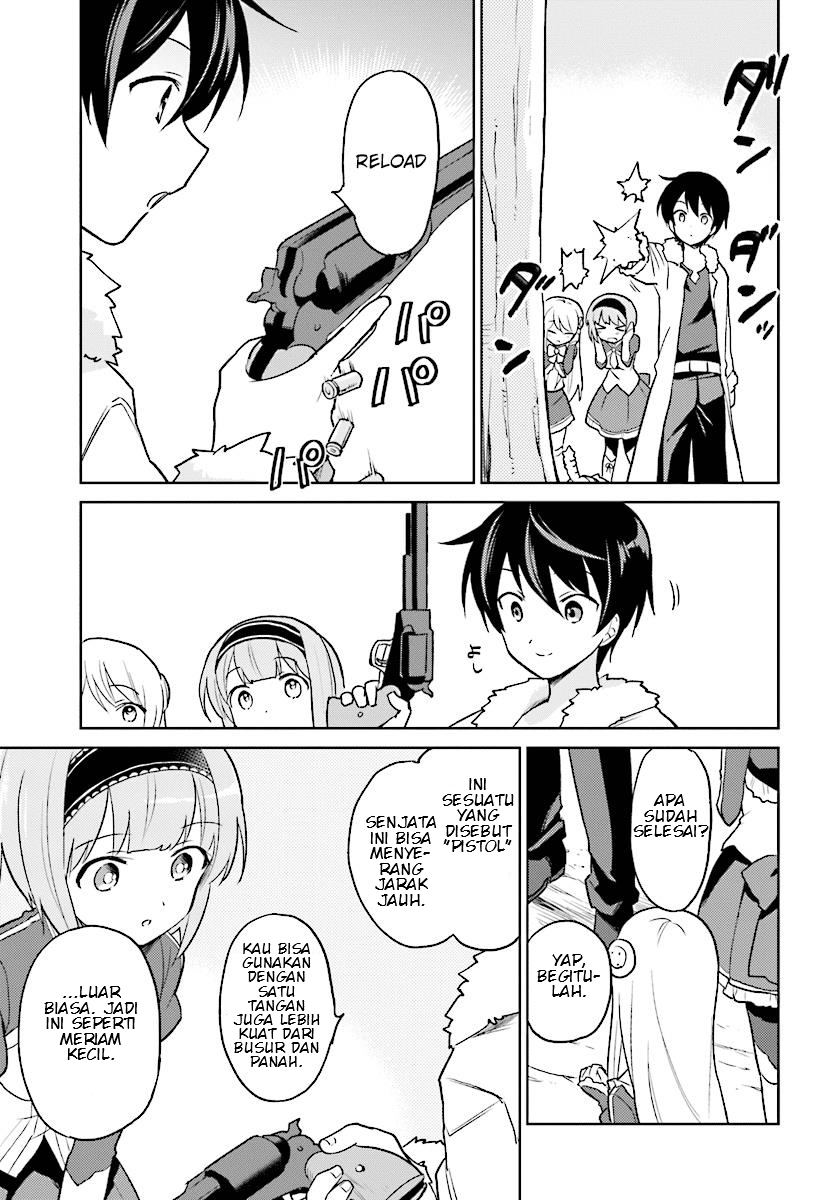 ダン
ダン
ダン
RELOAD
パ
パ
パ
よし
APA
SUDAH
SELESAI?
YAP,
BEGITU-
LAH.
INI
SESUATU
YANG
DISEBUT
"PISTOL"
SENJATA
INI BISA
MENYE-
RANG
JARAK
JAUH.
KAU BISA
GUNAKAN
DENGAN
SATU
TANGAN
JUGA LEBIH
KUAT DARI
BUSUR DAN
PANAH.
...LUAR
BIASA. JADI
INI SEPERTI
MERIAM
KECIL.